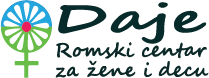 Daje
Romski centar
za žene i decu